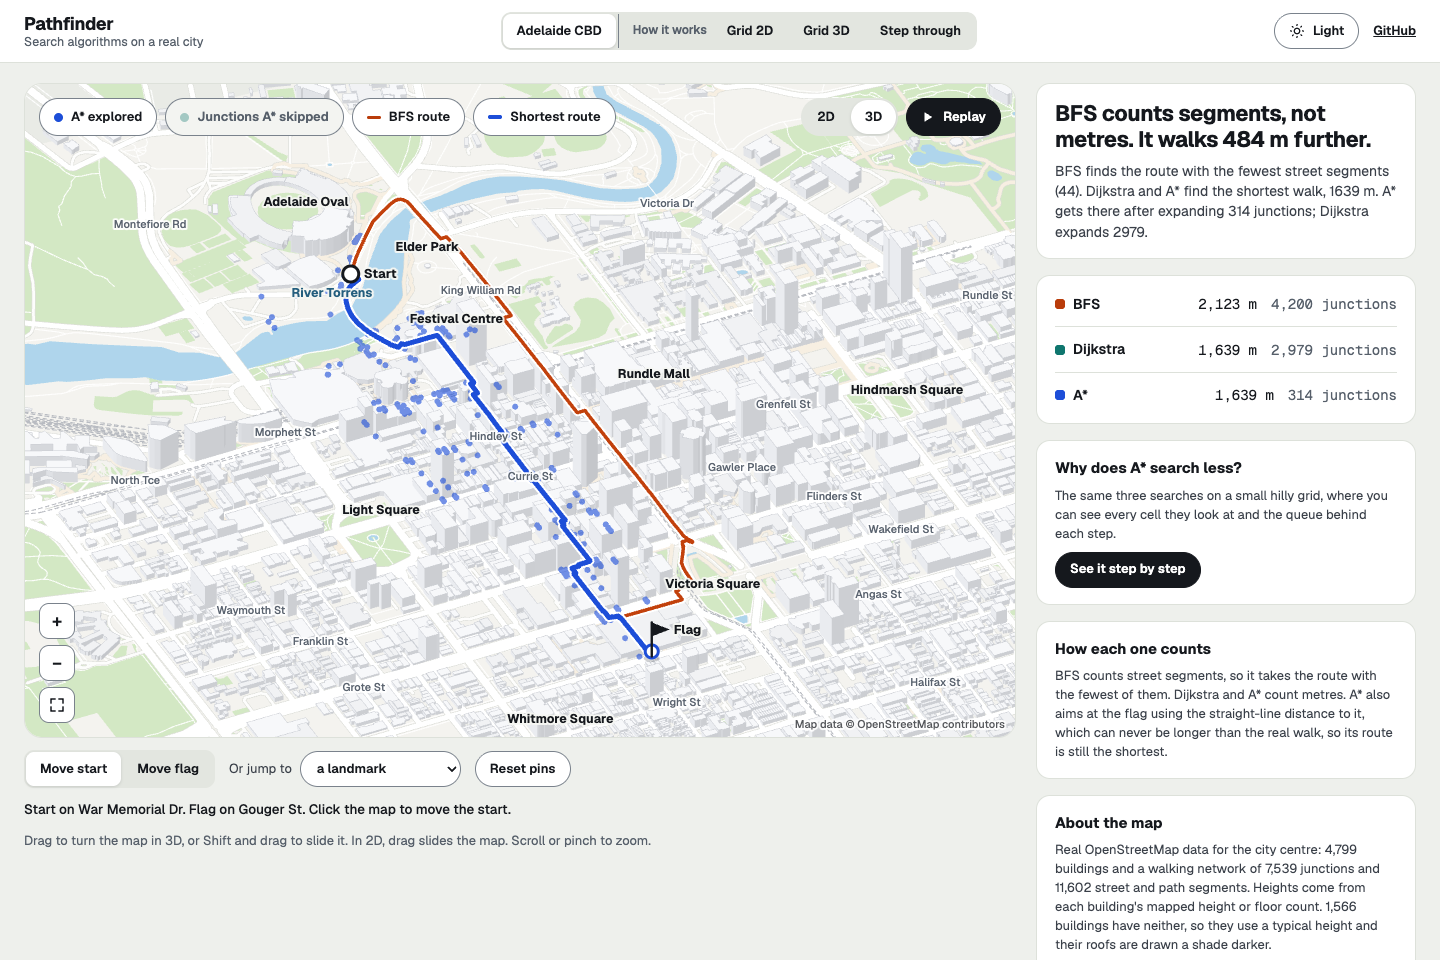 Pathfinder
Search algorithms on a real city
Adelaide CBD
How it works
Grid 2D
Grid 3D
Step through
Light
GitHub
A* explored
Junctions A* skipped
BFS route
Shortest route
2D
3D
Replay
Adelaide Oval
Victoria Dr
Montefiore Rd
Elder Park
Start
River Torrens
King William Rd
Rundle St
Festival Centre
Rundle Mall
Hindmarsh Square
Grenfell St
Morphett St
Hindley St
Gawler Place
North Tce
Currie St
Flinders St
Light Square
Wakefield St
Victoria Square
Angas St
Waymouth St
Flag
Franklin St
Grote St
Halifax St
Wright St
Whitmore Square
Map data © OpenStreetMap contributors
+
−
Move start
Move flag
Or jump to
a landmark
Reset pins
Start on War Memorial Dr. Flag on Gouger St. Click the map to move the start.
Drag to turn the map in 3D, or Shift and drag to slide it. In 2D, drag slides the map. Scroll or pinch to zoom.
BFS counts segments, not
metres. It walks 484 m further.
BFS finds the route with the fewest street segments
(44). Dijkstra and A* find the shortest walk, 1639 m. A*
gets there after expanding 314 junctions; Dijkstra
expands 2979.
BFS 2,123 m 4,200 junctions
Dijkstra 1,639 m 2,979 junctions
A* 1,639 m 314 junctions
Why does A* search less?
The same three searches on a small hilly grid, where you
can see every cell they look at and the queue behind
each step.
See it step by step
How each one counts
BFS counts street segments, so it takes the route with
the fewest of them. Dijkstra and A* count metres. A* also
aims at the flag using the straight-line distance to it,
which can never be longer than the real walk, so its route
is still the shortest.
About the map
Real OpenStreetMap data for the city centre: 4,799
buildings and a walking network of 7,539 junctions and
11,602 street and path segments. Heights come from
each building's mapped height or floor count. 1,566
buildings have neither, so they use a typical height and
their roofs are drawn a shade darker.